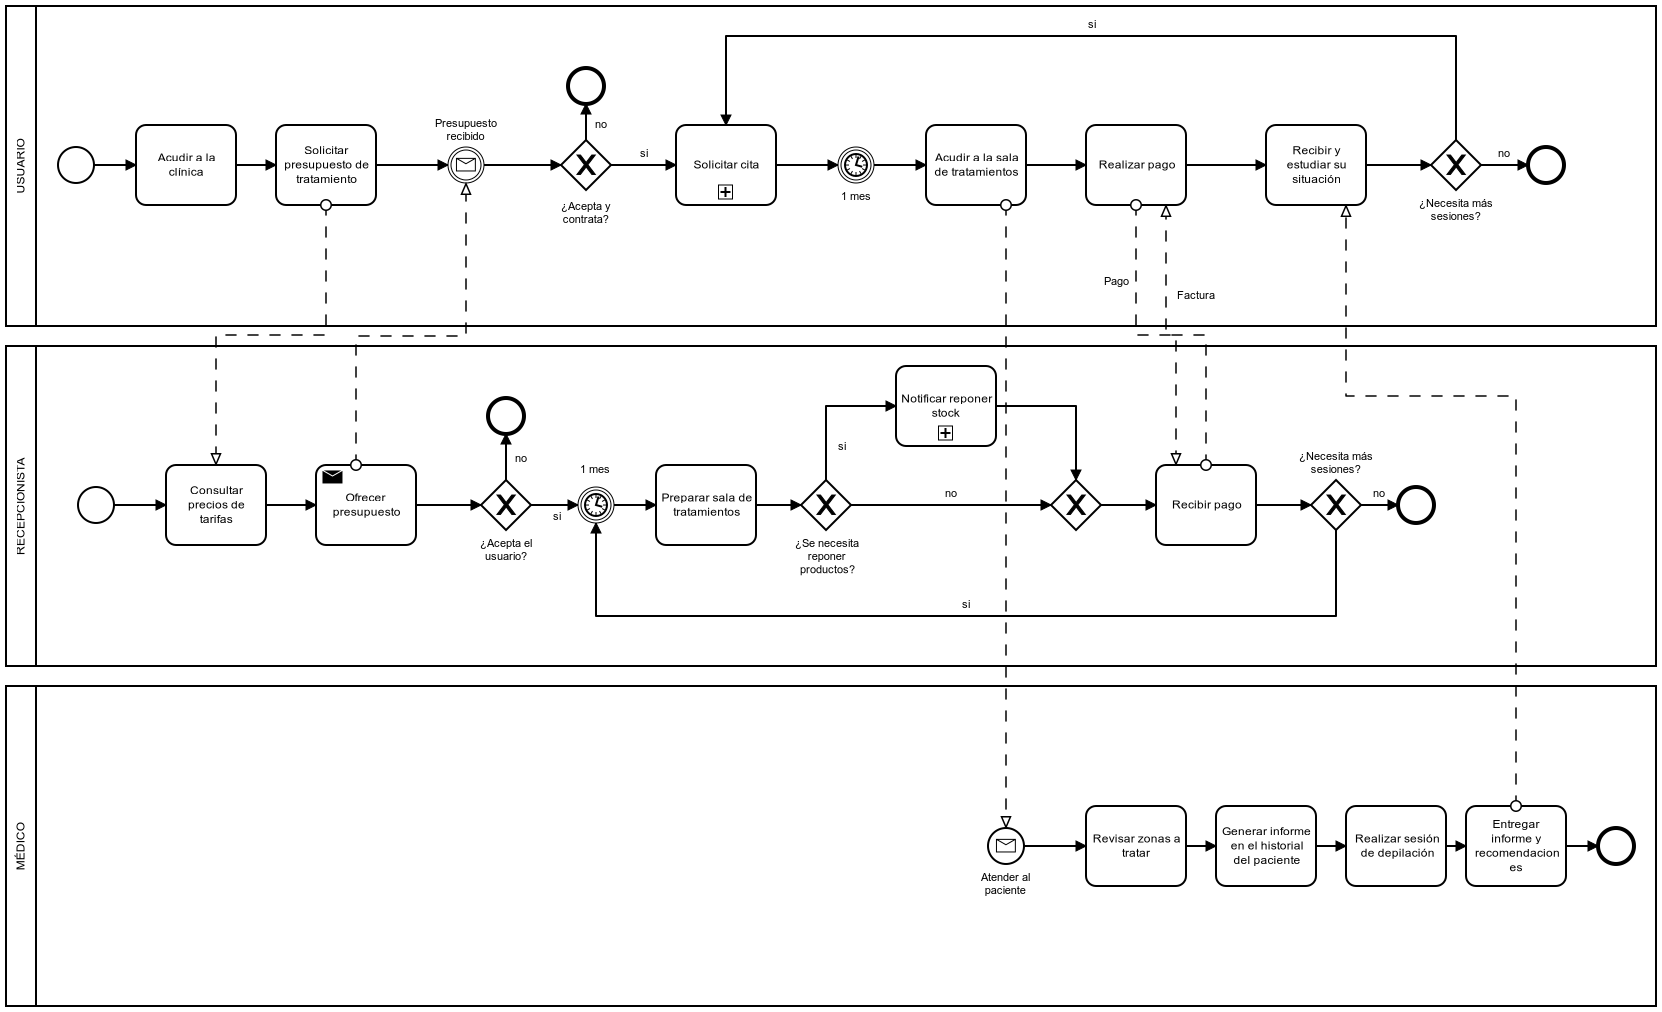 USUARIO
si
Acudir a la
clínica
Solicitar
presupuesto de
tratamiento
Presupuesto
recibido
no
¿Acepta y
contrata?
si
Solicitar cita
1 mes
Acudir a la sala
de tratamientos
Realizar pago
Recibir y
estudiar su
situación
¿Necesita más
sesiones?
no
Pago
Factura
RECEPCIONISTA
Consultar
precios de
tarifas
Ofrecer
presupuesto
no
¿Acepta el
usuario?
si
1 mes
Preparar sala de
tratamientos
si
¿Se necesita
reponer
productos?
Notificar reponer
stock
no
Recibir pago
¿Necesita más
sesiones?
no
si
MÉDICO
Atender al
paciente
Revisar zonas a
tratar
Generar informe
en el historial
del paciente
Realizar sesión
de depilación
Entregar
informe y
recomendacion
es